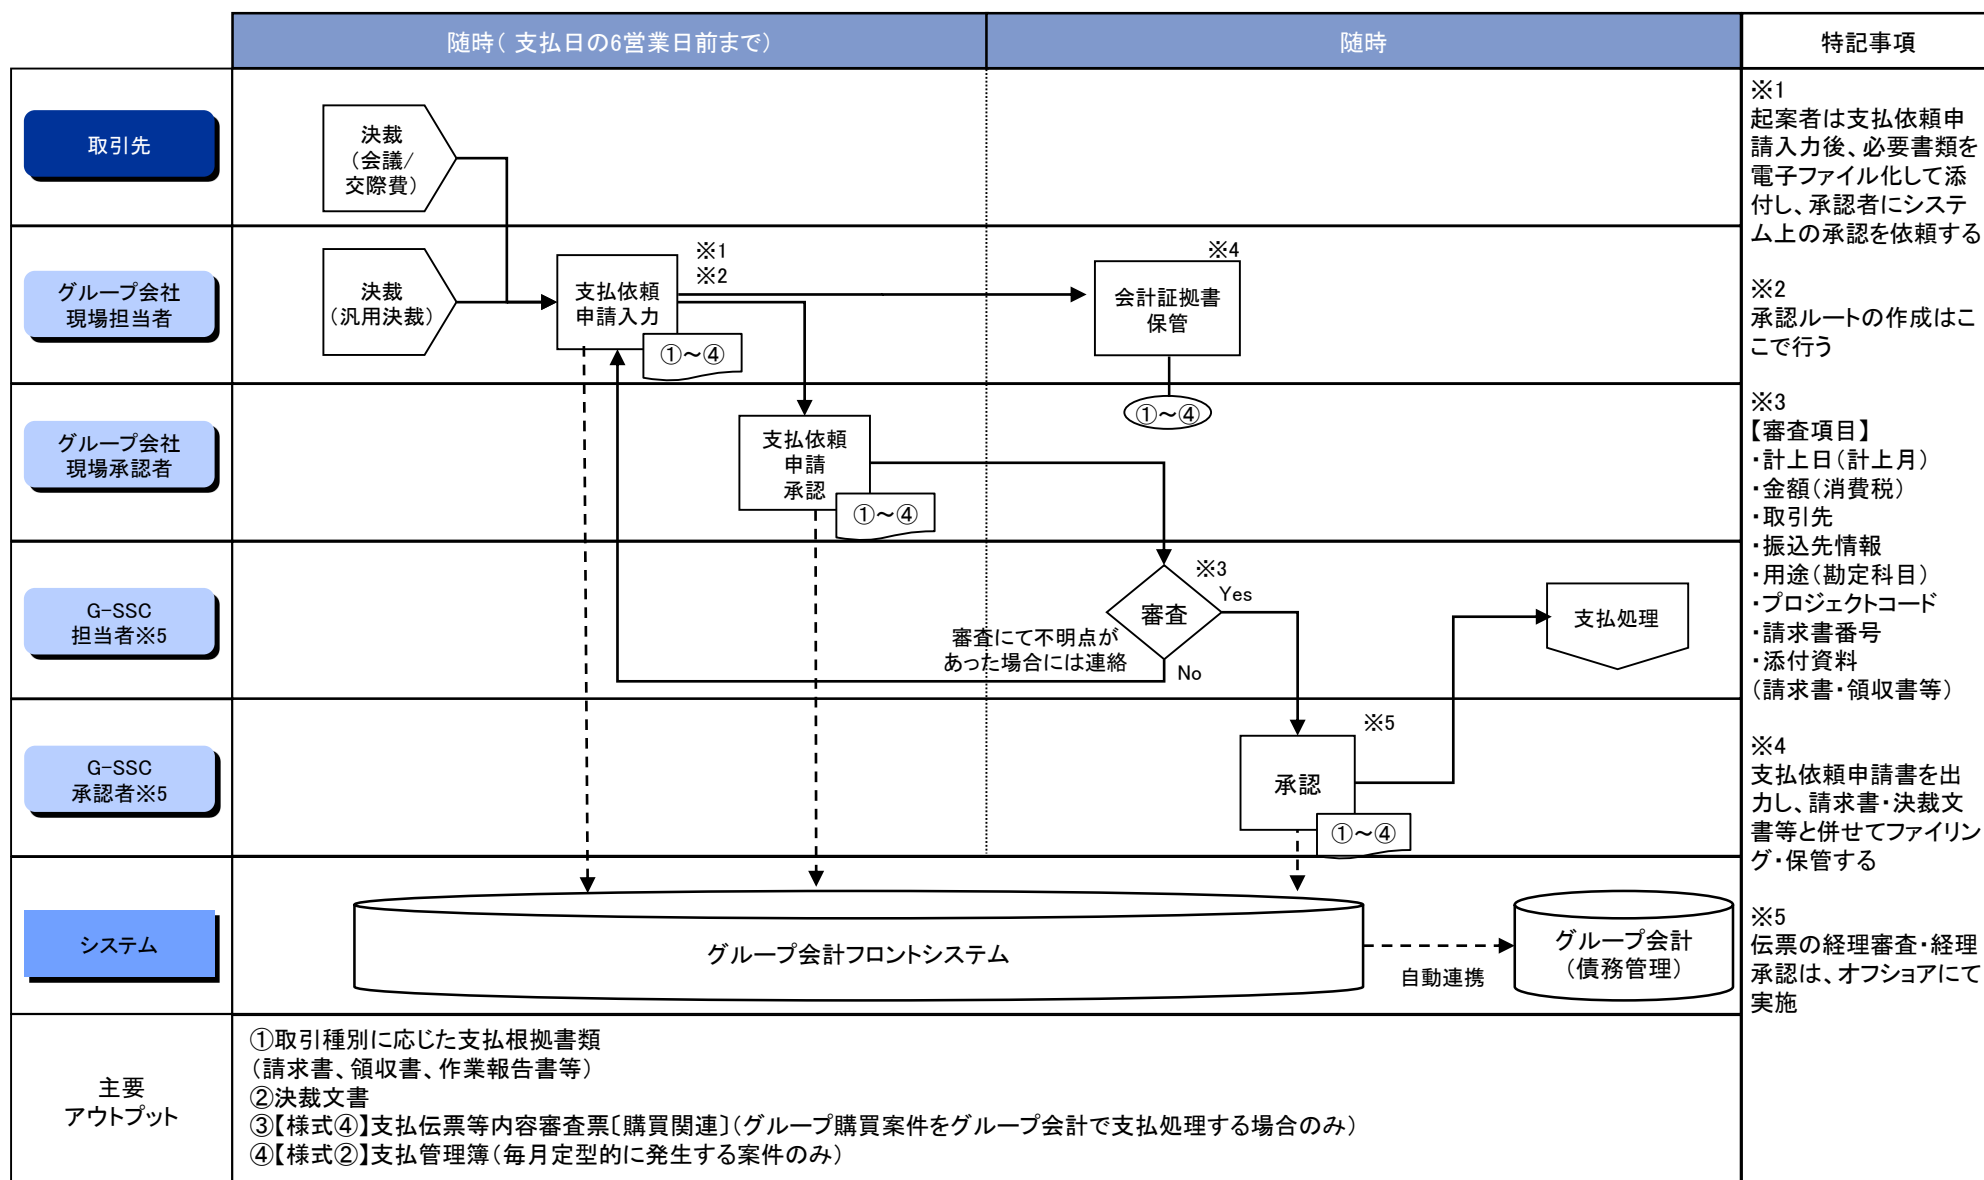 随時（ 支払日の6営業日前まで）
随時
特記事項
取引先
決裁
（会議/
交際費）
グループ会社
現場担当者
決裁
（汎用決裁）
支払依頼
申請入力
※1
※2
①～④
※4
会計証拠書
保管
①～④
グループ会社
現場承認者
支払依頼
申請
承認
①～④
G-SSC
担当者※5
審査にて不明点が
あった場合には連絡
審査
※3
Yes
No
支払処理
G-SSC
承認者※5
※5
承認
①～④
システム
グループ会計フロントシステム
自動連携
グループ会計
（債務管理）
主要
アウトプット
①取引種別に応じた支払根拠書類
（請求書、領収書、作業報告書等）
②決裁文書
③【様式④】支払伝票等内容審査票〔購買関連〕（グループ購買案件をグループ会計で支払処理する場合のみ）
④【様式②】支払管理簿（毎月定型的に発生する案件のみ）
※1
起案者は支払依頼申
請入力後、必要書類を
電子ファイル化して添
付し、承認者にシステ
ム上の承認を依頼する
※2
承認ルートの作成はこ
こで行う
※3
【審査項目】
・計上日（計上月）
・金額（消費税）
・取引先
・振込先情報
・用途（勘定科目）
・プロジェクトコード
・請求書番号
・添付資料
（請求書・領収書等）
※4
支払依頼申請書を出
力し、請求書・決裁文
書等と併せてファイリン
グ・保管する
※5
伝票の経理審査・経理
承認は、オフショアにて
実施